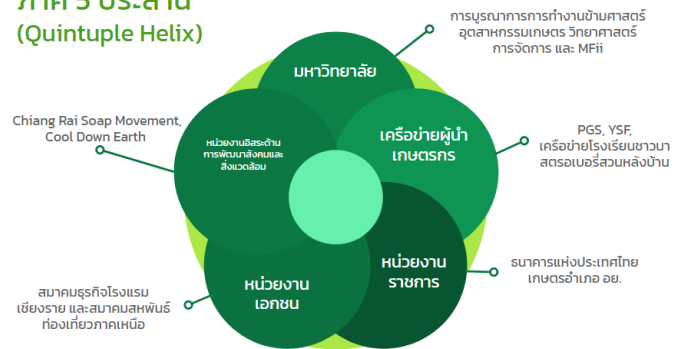 ภาคี 5 ประสาน
(Quintuple Helix)
การบูรณาการการทำงานข้ามศาสตร์
อุตสาหกรรมเกษตร วิทยาศาสตร์
การจัดการ และ MFii
มหาวิทยาลัย
Chiang Rai Soap Movement,
Cool Down Earth
หน่วยงานอิสระด้าน
การพัฒนาสังคมและ
สิ่งแวดล้อม
เครือข่ายผู้นำ
เกษตรกร
PGS, YSF,
เครือข่ายโรงเรียนชาวนา
สตรอเบอรี่สวนหลังบ้าน
หน่วยงาน
ราชการ
ธนาคารแห่งประเทศไทย
เกษตรอำเภอ อย.
หน่วยงาน
เอกชน
สมาคมธุรกิจโรงแรม
เชียงราย และสมาคมสหพันธ์
ท่องเที่ยวภาคเหนือ